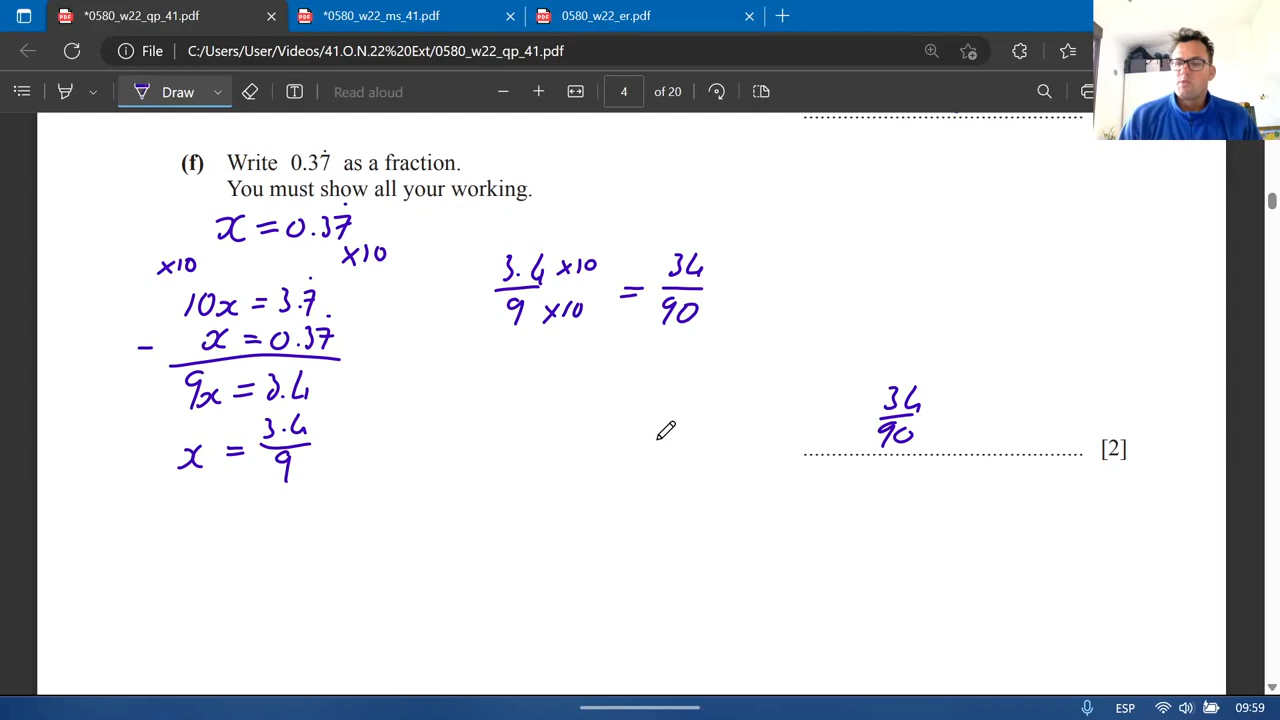 *0580_w22_qp_41.pdf
*0580_w22_ms_41.pdf
0580_w22_er.pdf
File C:/Users/User/Videos/41.O.N.22%20Ext/0580_w22_qp_41.pdf
Draw Read aloud 4 of 20
(f) Write 0.37̇ as a fraction.
You must show all your working.
x = 0.37̇
×10 ×10
10x = 3.7̇
- x = 0.37̇
9x = 3.4
x = 3.4/9
3.4 ×10 / 9 ×10 = 34/90
34/90
[2]
ESP 09:59